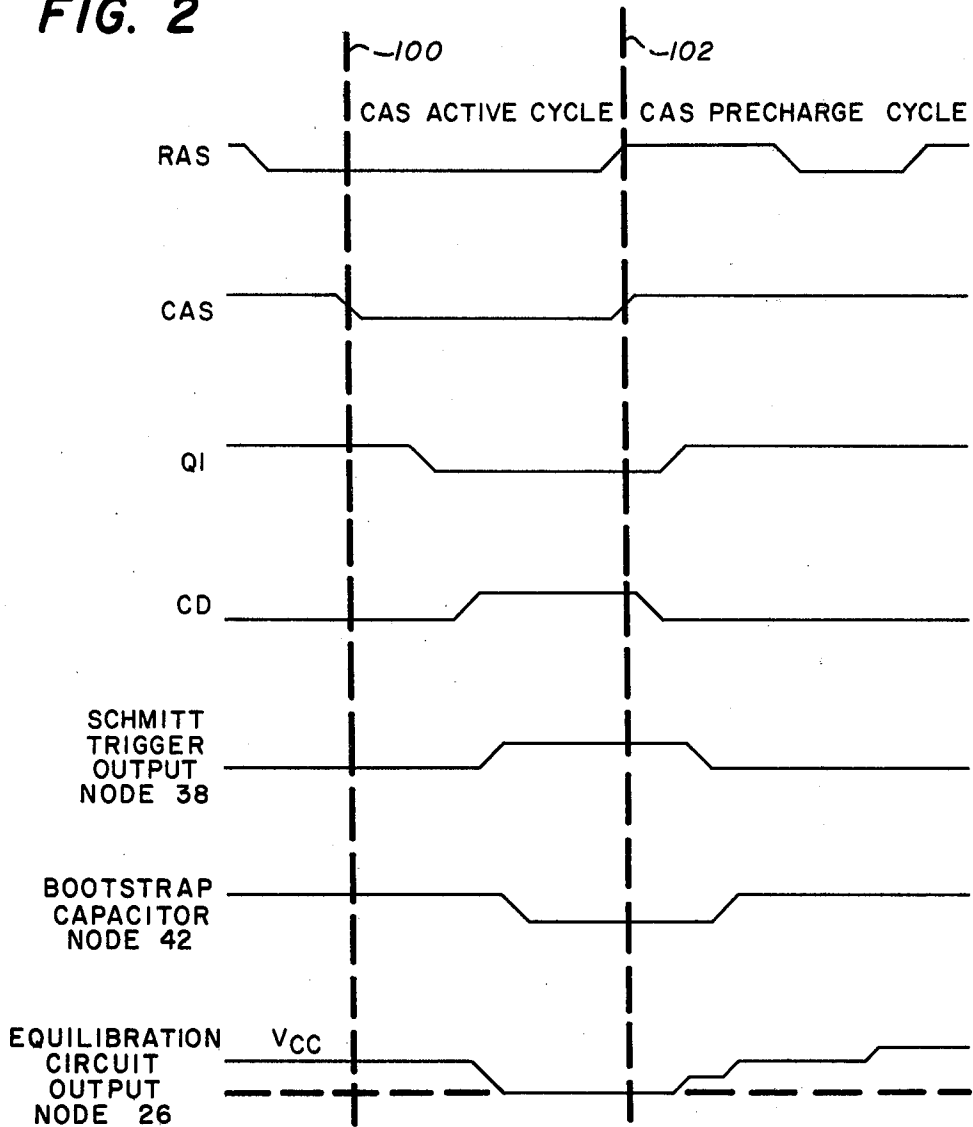 FIG. 2
100
102
CAS ACTIVE CYCLE
CAS PRECHARGE CYCLE
RAS
CAS
QI
CD
SCHMITT
TRIGGER
OUTPUT
NODE 38
BOOTSTRAP
CAPACITOR
NODE 42
EQUILIBRATION
CIRCUIT
OUTPUT
NODE 26
VCC